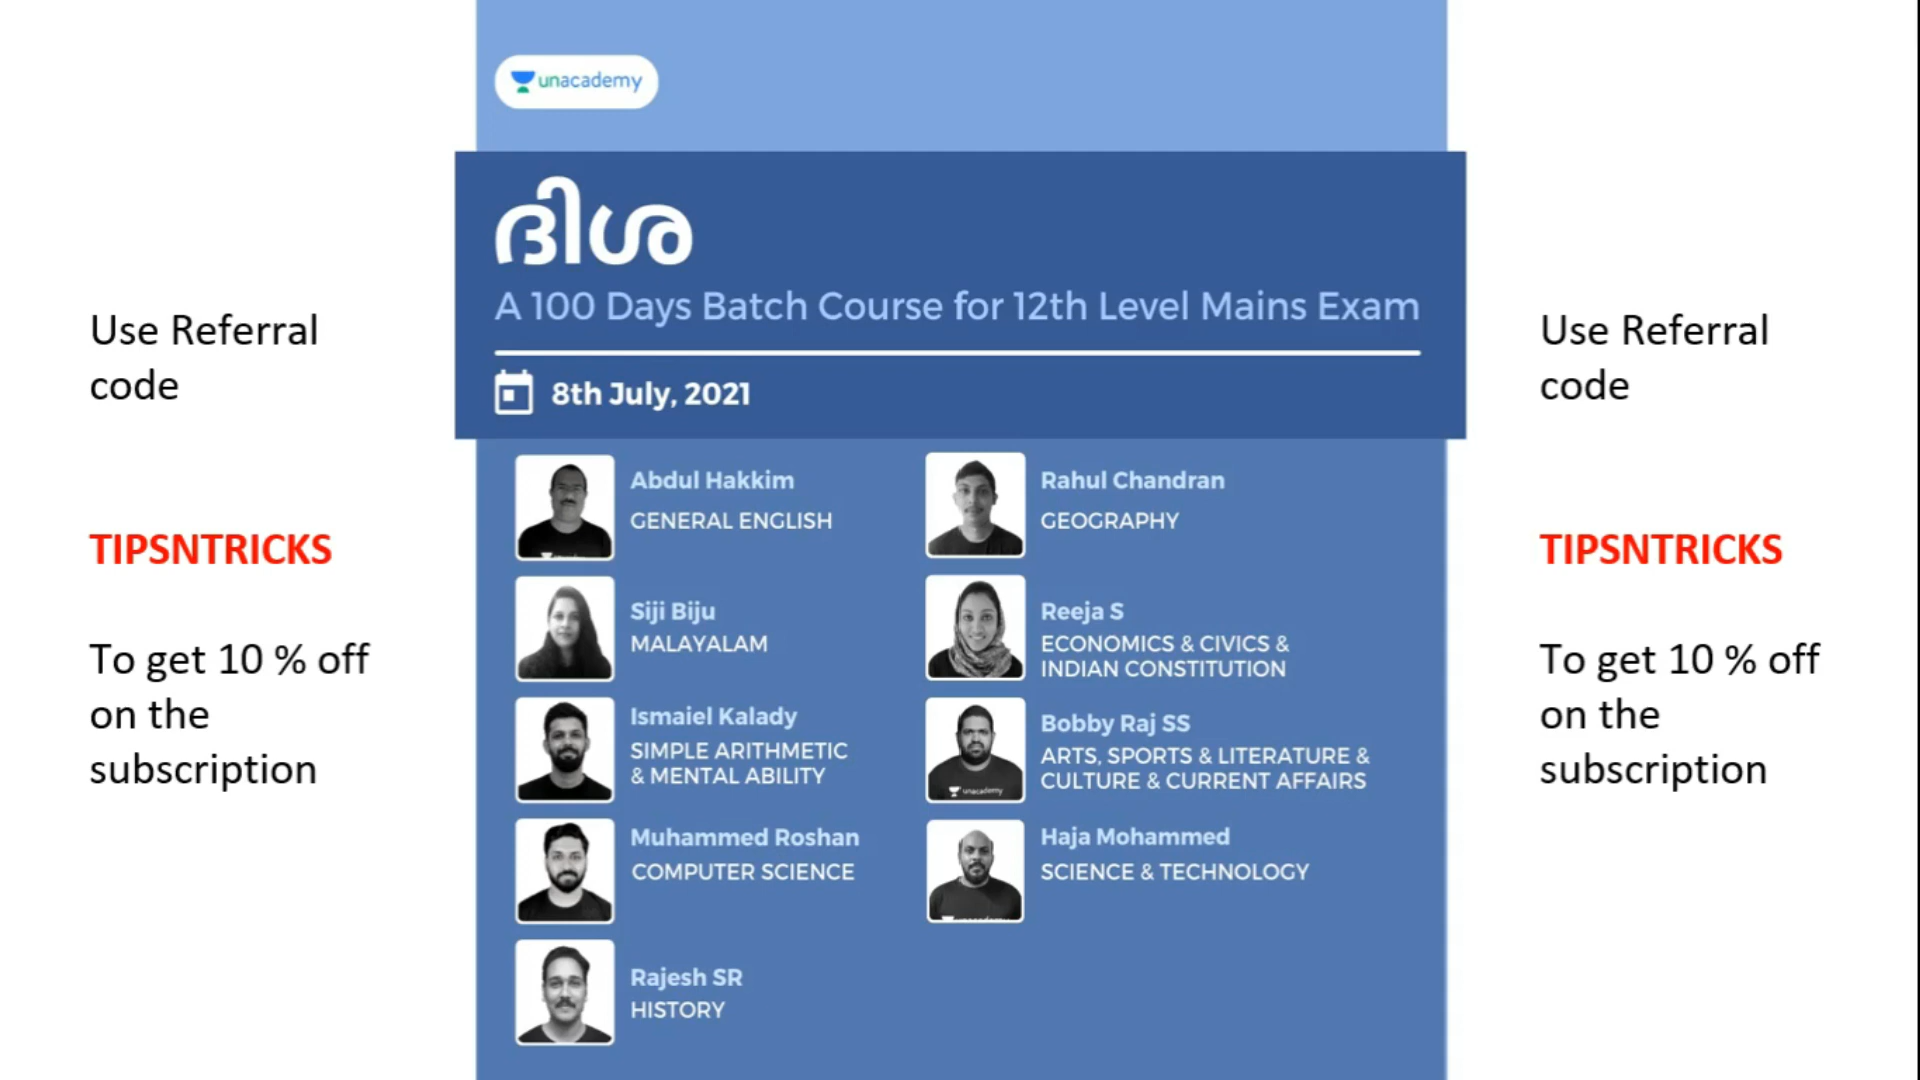 unacademy
ദിശ
A 100 Days Batch Course for 12th Level Mains Exam
8th July, 2021
Use Referral
code
TIPSNTRICKS
To get 10 % off
on the
subscription
Abdul Hakkim
GENERAL ENGLISH
Siji Biju
MALAYALAM
Ismaiel Kalady
SIMPLE ARITHMETIC
& MENTAL ABILITY
Muhammed Roshan
COMPUTER SCIENCE
Rajesh SR
HISTORY
Rahul Chandran
GEOGRAPHY
Reeja S
ECONOMICS & CIVICS &
INDIAN CONSTITUTION
Bobby Raj SS
ARTS, SPORTS & LITERATURE &
CULTURE & CURRENT AFFAIRS
unacademy
Haja Mohammed
SCIENCE & TECHNOLOGY
Use Referral
code
TIPSNTRICKS
To get 10 % off
on the
subscription